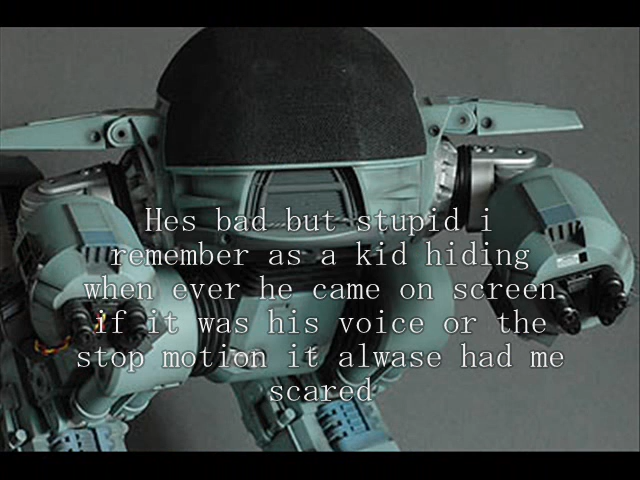 Hes bad but stupid i
remember as a kid hiding
when ever he came on screen
if it was his voice or the
stop motion it alwase had me
scared